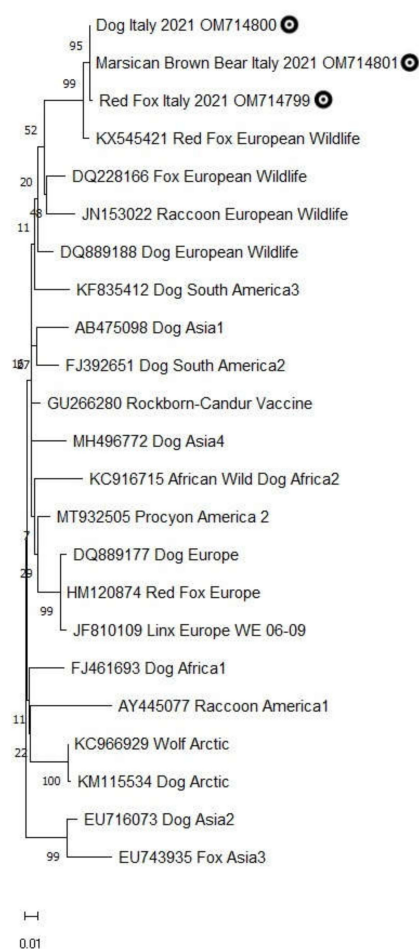 Dog Italy 2021 OM714800
95
Marsican Brown Bear Italy 2021 OM714801
99
Red Fox Italy 2021 OM714799
52
KX545421 Red Fox European Wildlife
20
DQ228166 Fox European Wildlife
48
JN153022 Raccoon European Wildlife
11
DQ889188 Dog European Wildlife
KF835412 Dog South America3
AB475098 Dog Asia1
FJ392651 Dog South America2
GU266280 Rockborn-Candur Vaccine
MH496772 Dog Asia4
KC916715 African Wild Dog Africa2
MT932505 Procyon America 2
7
DQ889177 Dog Europe
29
HM120874 Red Fox Europe
99
JF810109 Linx Europe WE 06-09
FJ461693 Dog Africa1
AY445077 Raccoon America1
11
KC966929 Wolf Arctic
22
KM115534 Dog Arctic
100
EU716073 Dog Asia2
99
EU743935 Fox Asia3
0.01